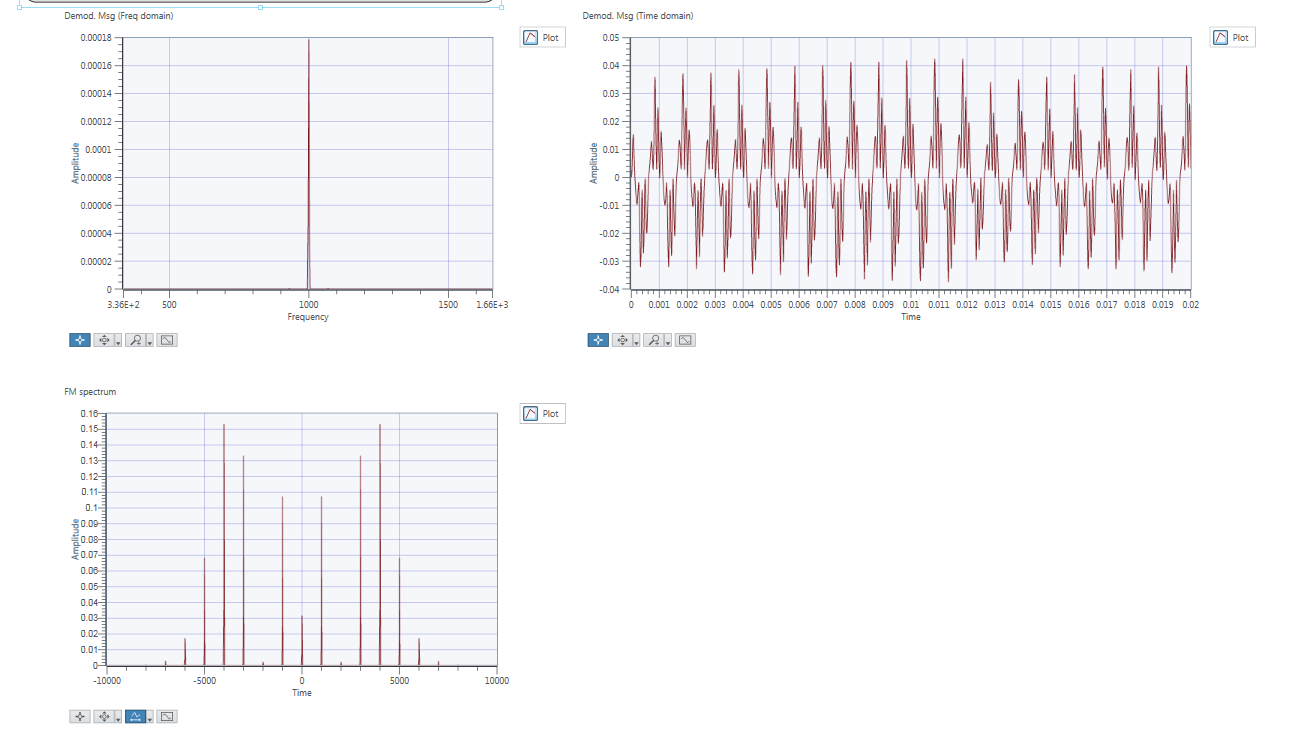 Demod. Msg (Freq domain)
Plot
0.00018
0.00016
0.00014
0.00012
0.0001
0.00008
0.00006
0.00004
0.00002
0
Amplitude
3.36E+2 500 1000 1500 1.66E+3
Frequency
Demod. Msg (Time domain)
Plot
0.05
0.04
0.03
0.02
0.01
0
-0.01
-0.02
-0.03
-0.04
Amplitude
0 0.001 0.002 0.003 0.004 0.005 0.006 0.007 0.008 0.009 0.01 0.011 0.012 0.013 0.014 0.015 0.016 0.017 0.018 0.019 0.02
Time
FM spectrum
Plot
0.16
0.15
0.14
0.13
0.12
0.11
0.1
0.09
0.08
0.07
0.06
0.05
0.04
0.03
0.02
0.01
0
Amplitude
-10000 -5000 0 5000 10000
Time